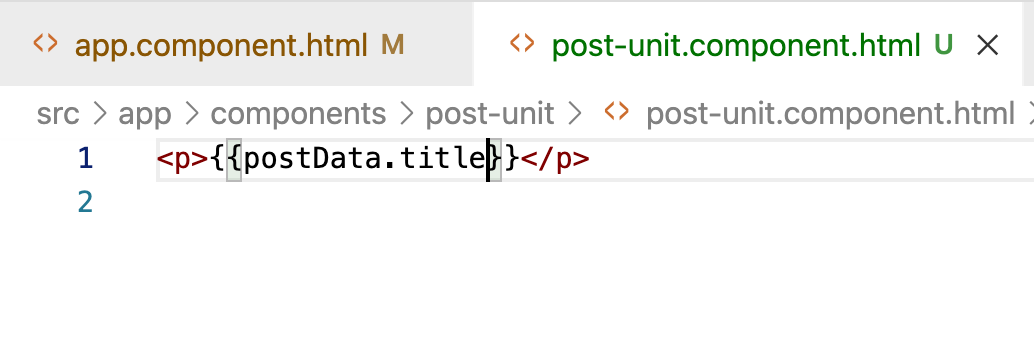 <> app.component.html M <> post-unit.component.html U ×
src > app > components > post-unit > <> post-unit.component.html >
1 <p>{{postData.title}}</p>
2